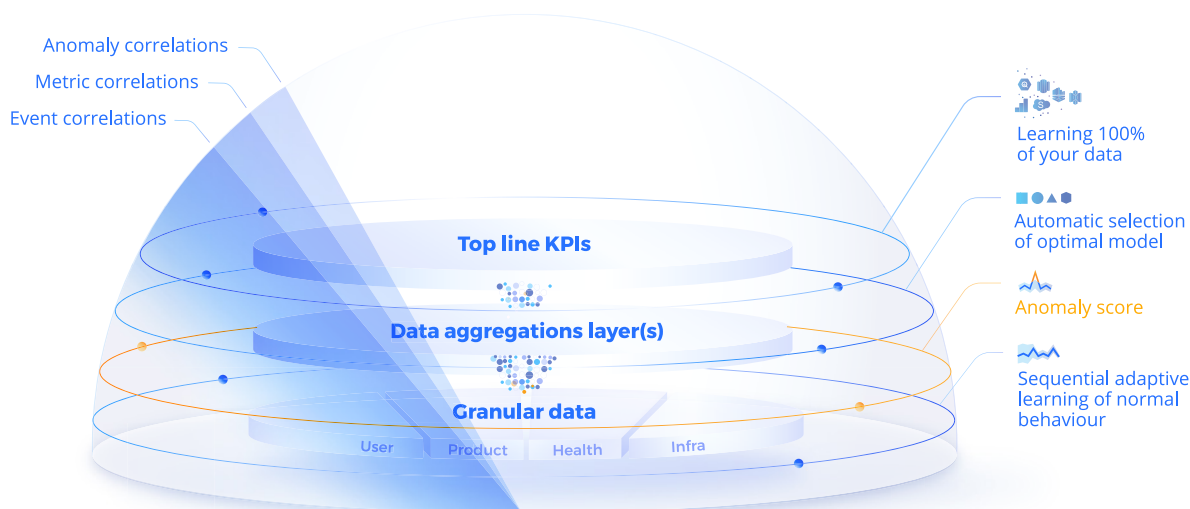 Anomaly correlations
Metric correlations
Event correlations
Top line KPIs
Data aggregations layer(s)
Granular data
User
Product
Health
Infra
Learning 100%
of your data
Automatic selection
of optimal model
Anomaly score
Sequential adaptive
learning of normal
behaviour